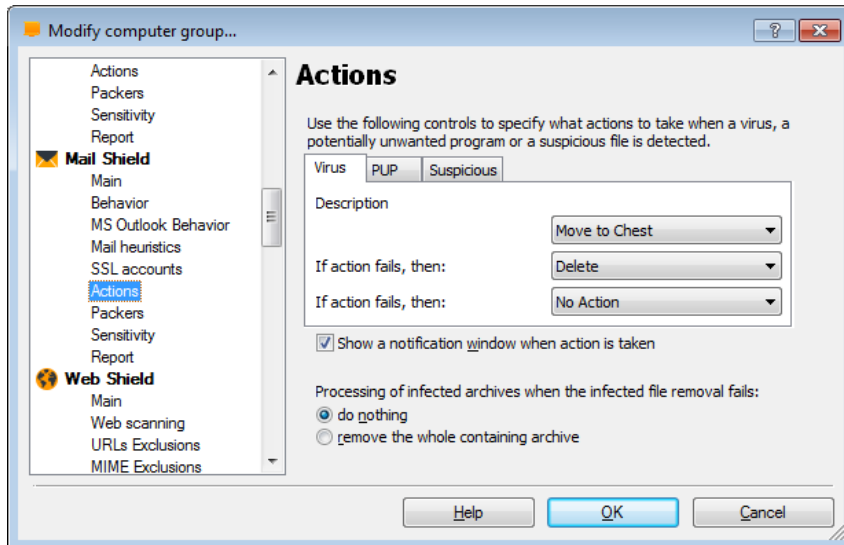 Modify computer group...
Actions
Packers
Sensitivity
Report
Mail Shield
Main
Behavior
MS Outlook Behavior
Mail heuristics
SSL accounts
Actions
Packers
Sensitivity
Report
Web Shield
Main
Web scanning
URLs Exclusions
MIME Exclusions
Actions
Use the following controls to specify what actions to take when a virus, a
potentially unwanted program or a suspicious file is detected.
Virus PUP Suspicious
Description
Move to Chest
If action fails, then: Delete
If action fails, then: No Action
Show a notification window when action is taken
Processing of infected archives when the infected file removal fails:
do nothing
remove the whole containing archive
Help OK Cancel